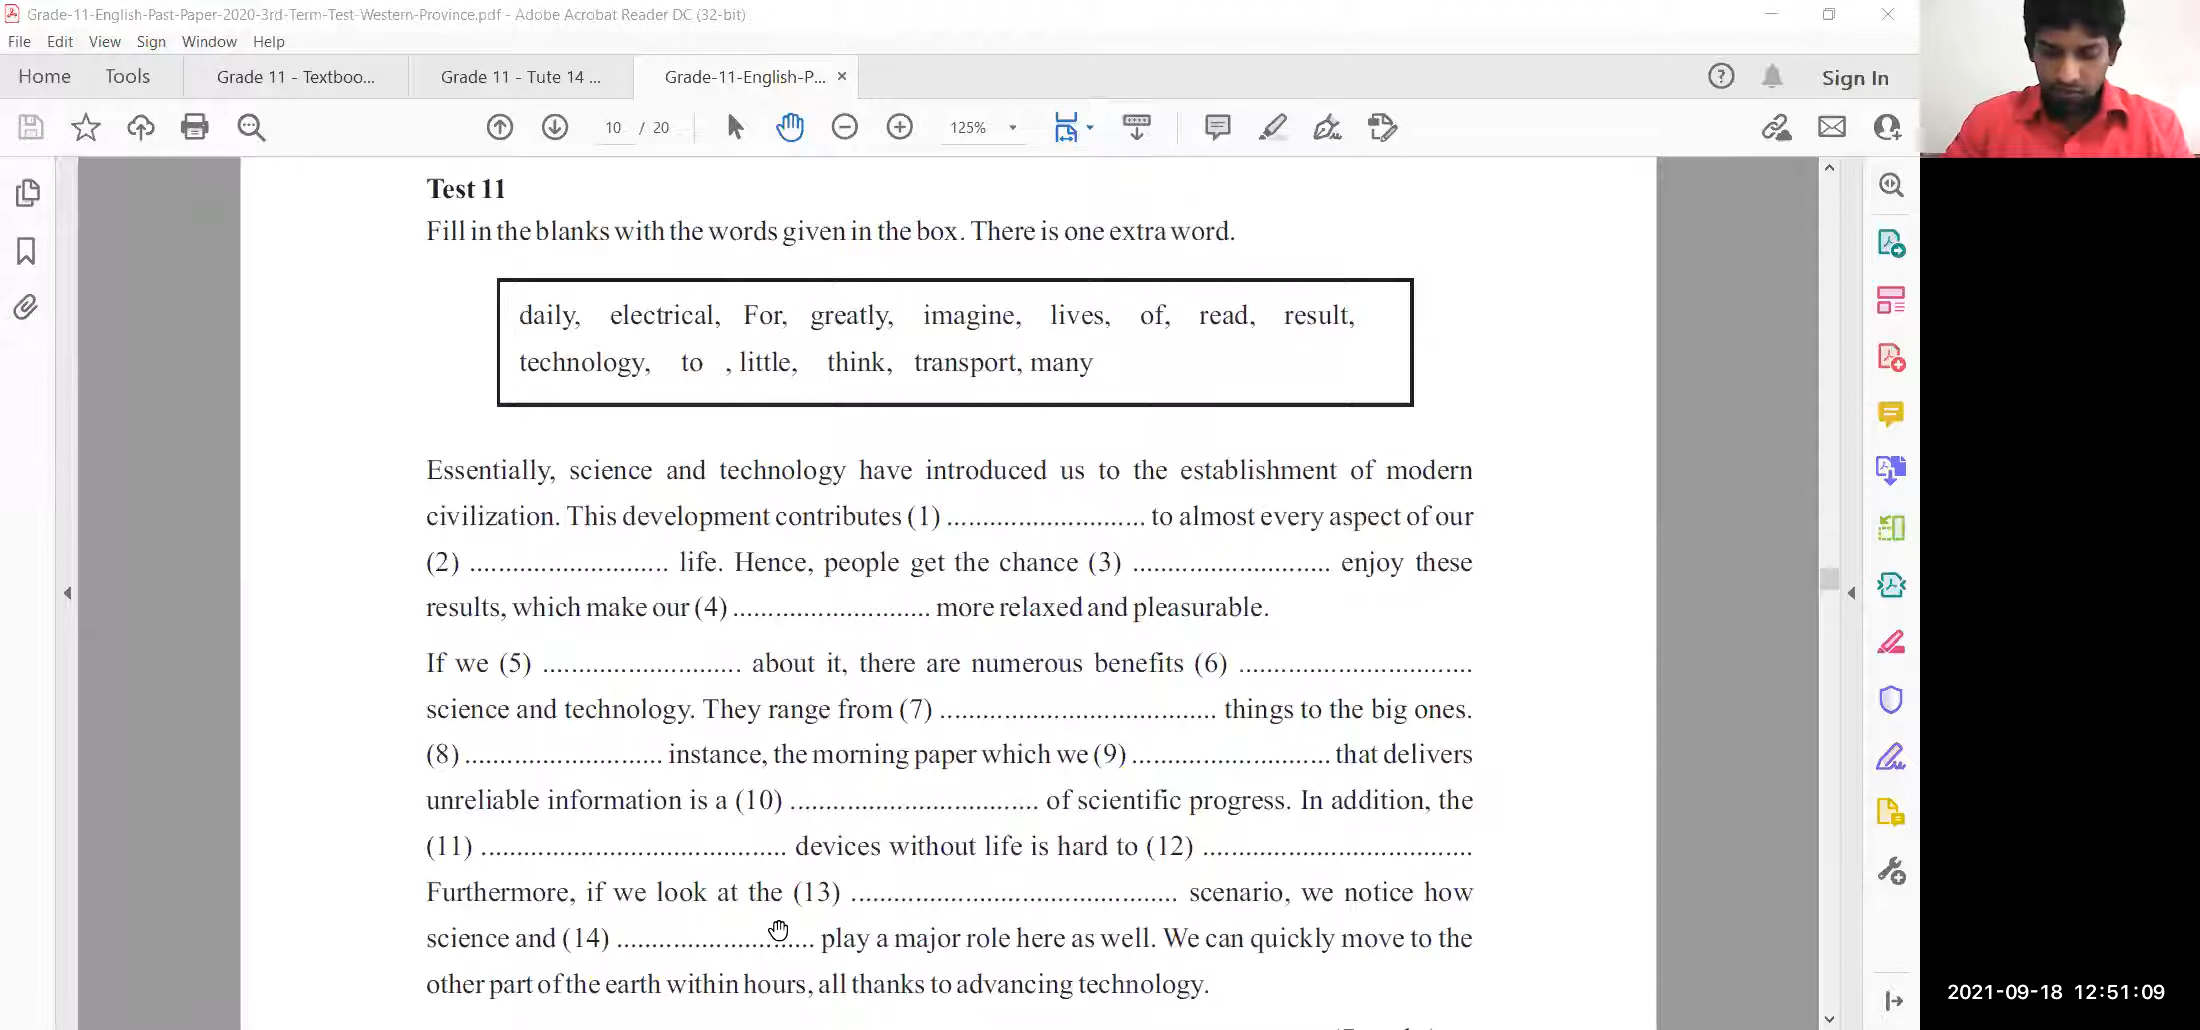 Grade-11-English-Past-Paper-2020-3rd-Term-Test-Western-Province.pdf - Adobe Acrobat Reader DC (32-bit)
File Edit View Sign Window Help
Home Tools Grade 11 - Textboo... Grade 11 - Tute 14 ... Grade-11-English-P... × Sign In
10 / 20 125%
Test 11
Fill in the blanks with the words given in the box. There is one extra word.
daily, electrical, For, greatly, imagine, lives, of, read, result,
technology, to , little, think, transport, many
Essentially, science and technology have introduced us to the establishment of modern
civilization. This development contributes (1) ............................ to almost every aspect of our
(2) ............................ life. Hence, people get the chance (3) ............................ enjoy these
results, which make our (4) ............................ more relaxed and pleasurable.
If we (5) ............................ about it, there are numerous benefits (6) .................................
science and technology. They range from (7) ....................................... things to the big ones.
(8) ............................ instance, the morning paper which we (9) ............................ that delivers
unreliable information is a (10) ................................... of scientific progress. In addition, the
(11) ........................................... devices without life is hard to (12) ......................................
Furthermore, if we look at the (13) .............................................. scenario, we notice how
science and (14) ............................ play a major role here as well. We can quickly move to the
other part of the earth within hours, all thanks to advancing technology.
2021-09-18 12:51:09